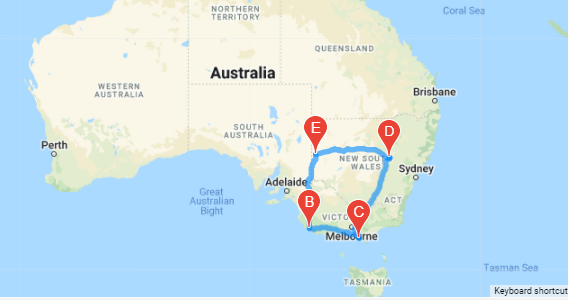 Coral Sea
NORTHERN
TERRITORY
QUEENSLAND
Australia
WESTERN
AUSTRALIA
Brisbane
SOUTH
AUSTRALIA
E
D
Perth
NEW SOUTH
WALES
Sydney
Adelaide
Great
Australian
Bight
B
C
ACT
VICTO
Melbourne
Tasman Sea
TASMANIA
Keyboard shortcut